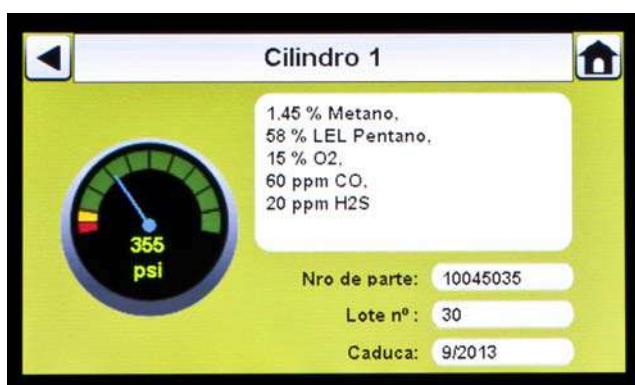 Cilindro 1
1.45 % Metano,
58 % LEL Pentano,
15 % O2,
60 ppm CO,
20 ppm H2S
355
psi
Nro de parte: 10045035
Lote nº : 30
Caduca: 9/2013